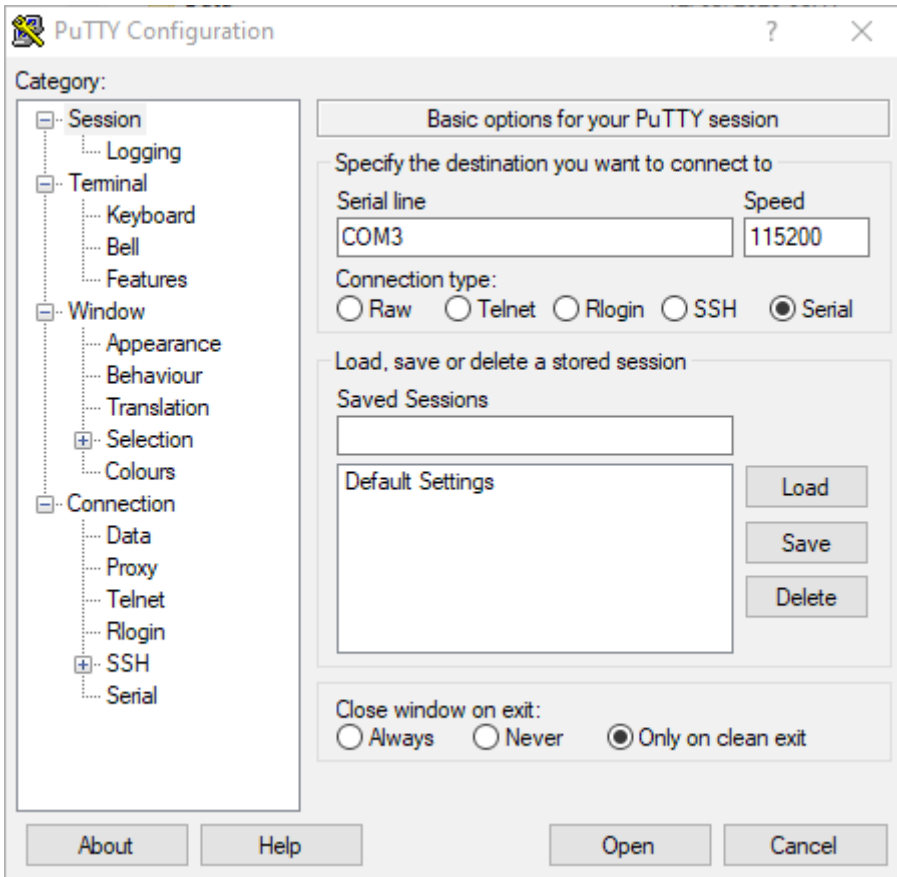 PuTTY Configuration
?
Category:
Session
Logging
Terminal
Keyboard
Bell
Features
Window
Appearance
Behaviour
Translation
Selection
Colours
Connection
Data
Proxy
Telnet
Rlogin
SSH
Serial
Basic options for your PuTTY session
Specify the destination you want to connect to
Serial line Speed
COM3 115200
Connection type:
Raw Telnet Rlogin SSH Serial
Load, save or delete a stored session
Saved Sessions
Default Settings
Load
Save
Delete
Close window on exit:
Always Never Only on clean exit
About Help Open Cancel